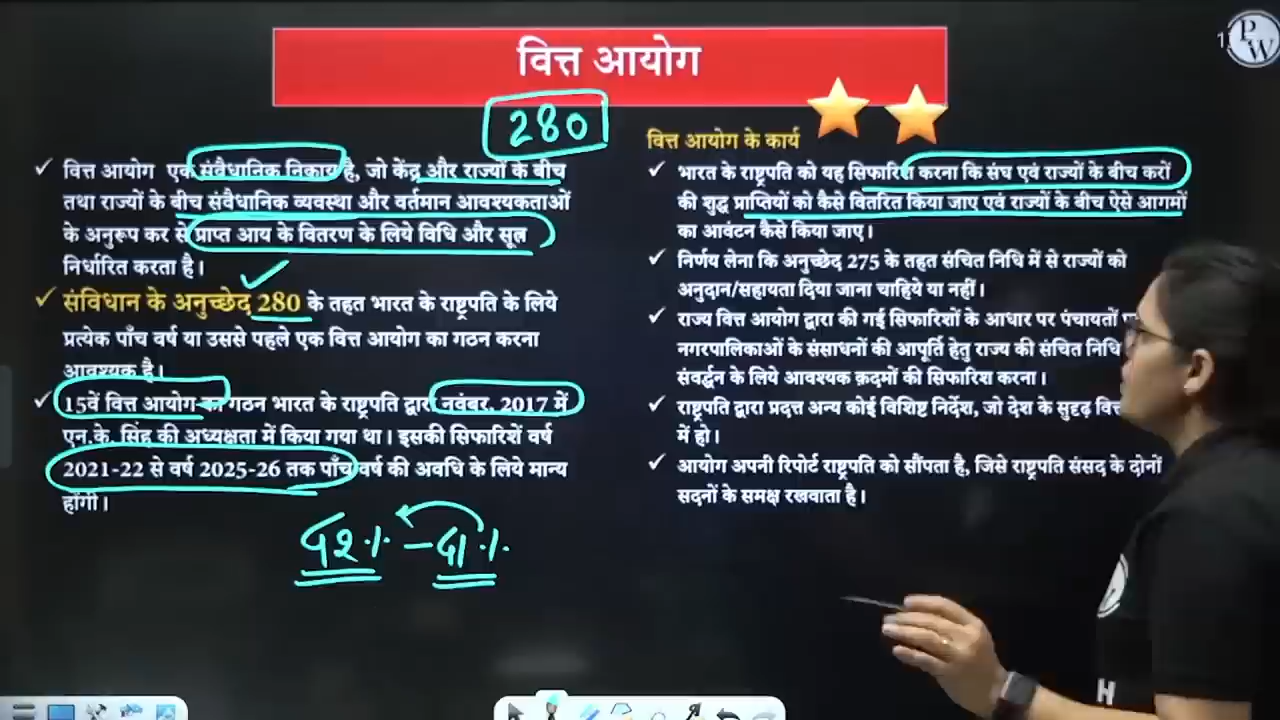 वित्त आयोग
280
वित्त आयोग एक संवैधानिक निकाय है, जो केंद्र और राज्यों के बीच
तथा राज्यों के बीच संवैधानिक व्यवस्था और वर्तमान आवश्यकताओं
के अनुरूप कर से प्राप्त आय के वितरण के लिये विधि और सूत्र
निर्धारित करता है।
संविधान के अनुच्छेद 280 के तहत भारत के राष्ट्रपति के लिये
प्रत्येक पाँच वर्ष या उससे पहले एक वित्त आयोग का गठन करना
आवश्यक है।
15वें वित्त आयोग का गठन भारत के राष्ट्रपति द्वारा नवंबर, 2017 में
एन.के. सिंह की अध्यक्षता में किया गया था। इसकी सिफारिशें वर्ष
2021-22 से वर्ष 2025-26 तक पाँच वर्ष की अवधि के लिये मान्य
होंगी।
वित्त आयोग के कार्य
भारत के राष्ट्रपति को यह सिफारिश करना कि संघ एवं राज्यों के बीच करों
की शुद्ध प्राप्तियों को कैसे वितरित किया जाए एवं राज्यों के बीच ऐसे आगमों
का आवंटन कैसे किया जाए।
निर्णय लेना कि अनुच्छेद 275 के तहत संचित निधि में से राज्यों को
अनुदान/सहायता दिया जाना चाहिये या नहीं।
राज्य वित्त आयोग द्वारा की गई सिफारिशों के आधार पर पंचायतों
नगरपालिकाओं के संसाधनों की आपूर्ति हेतु राज्य की संचित निधि
संवर्द्धन के लिये आवश्यक क़दमों की सिफारिश करना।
राष्ट्रपति द्वारा प्रदत्त अन्य कोई विशिष्ट निर्देश, जो देश के सुदृढ़
में हो।
आयोग अपनी रिपोर्ट राष्ट्रपति को सौंपता है, जिसे राष्ट्रपति संसद के दोनों
सदनों के समक्ष रखवाता है।
PW
H